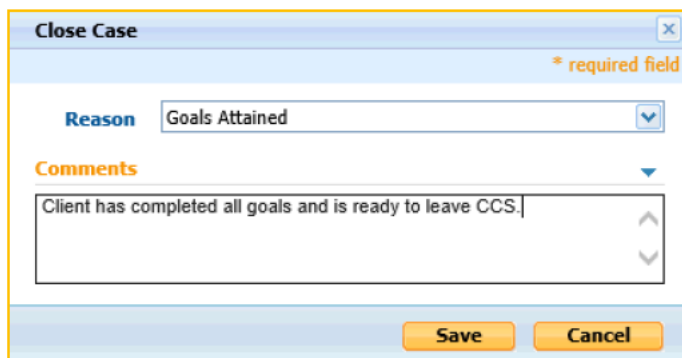 Close Case
* required field
Reason Goals Attained
Comments
Client has completed all goals and is ready to leave CCS.
Save Cancel